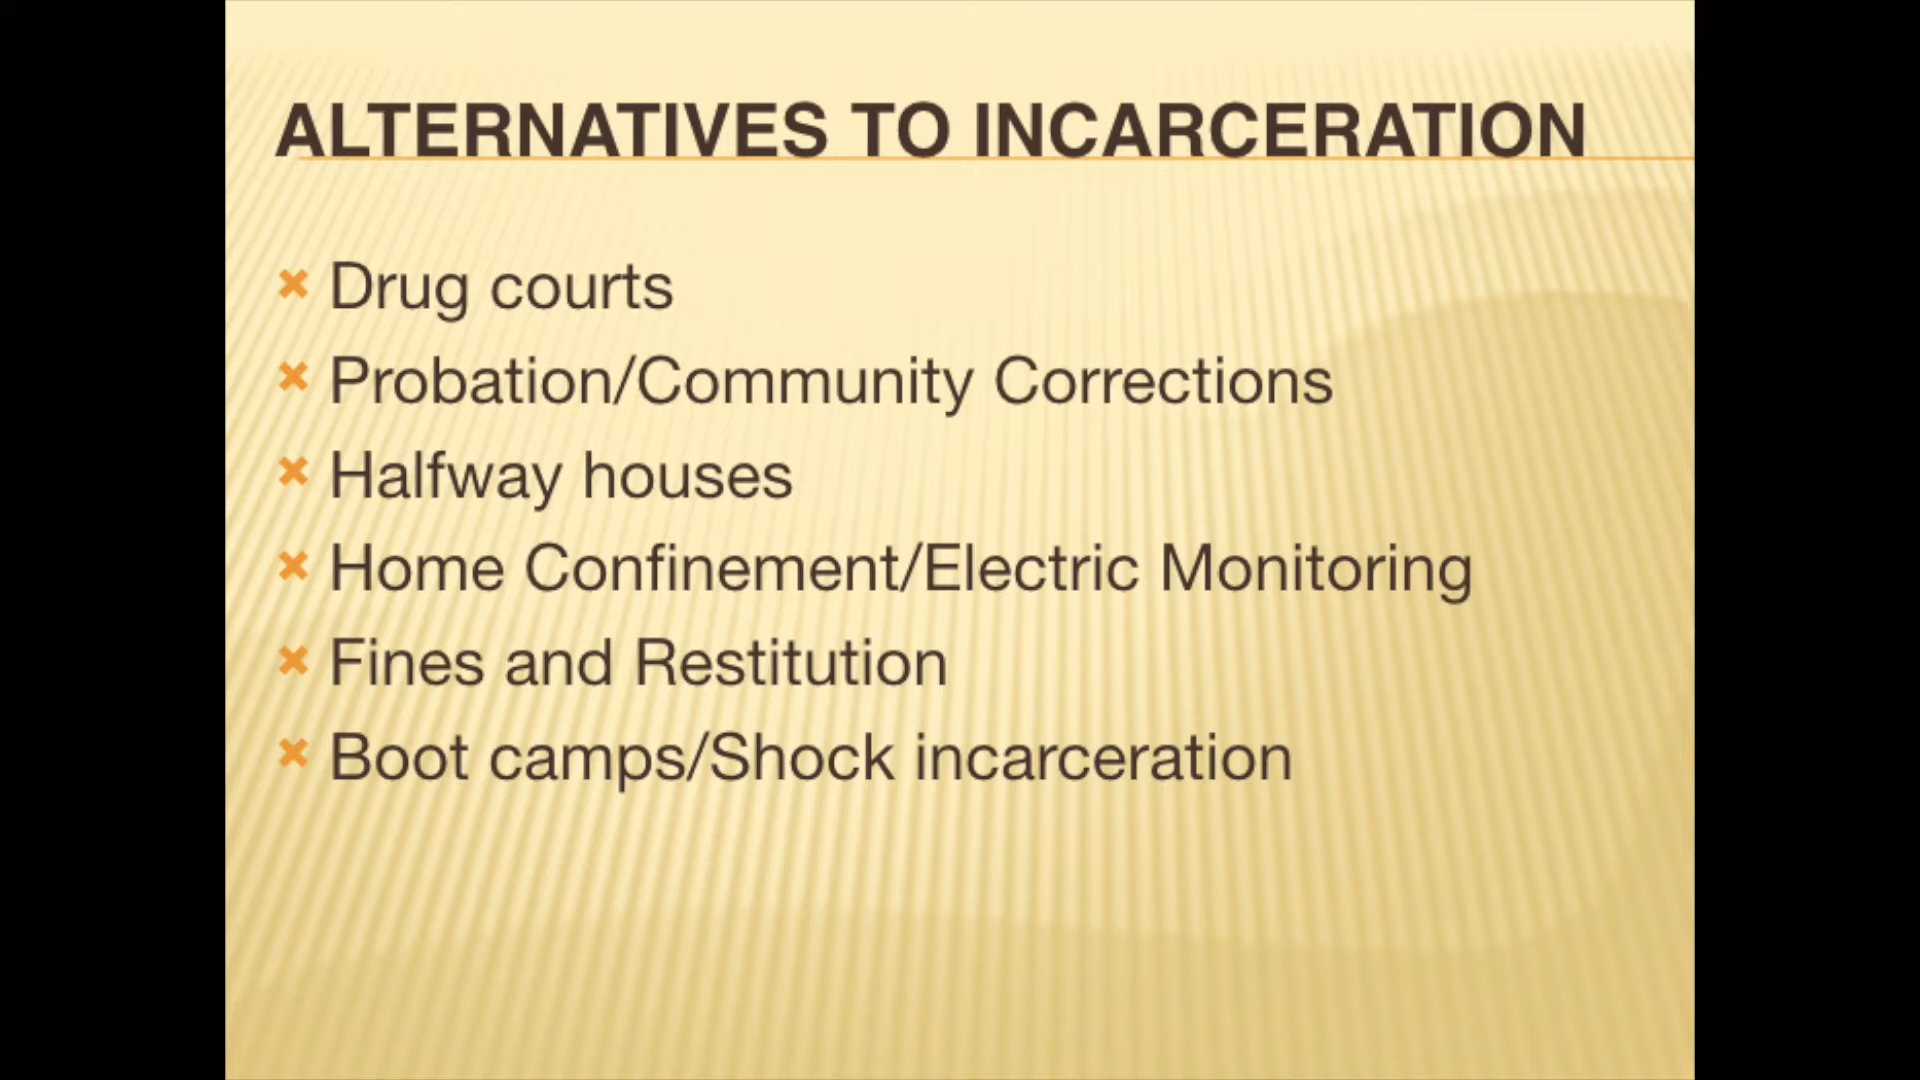 ALTERNATIVES TO INCARCERATION
Drug courts
Probation/Community Corrections
Halfway houses
Home Confinement/Electric Monitoring
Fines and Restitution
Boot camps/Shock incarceration